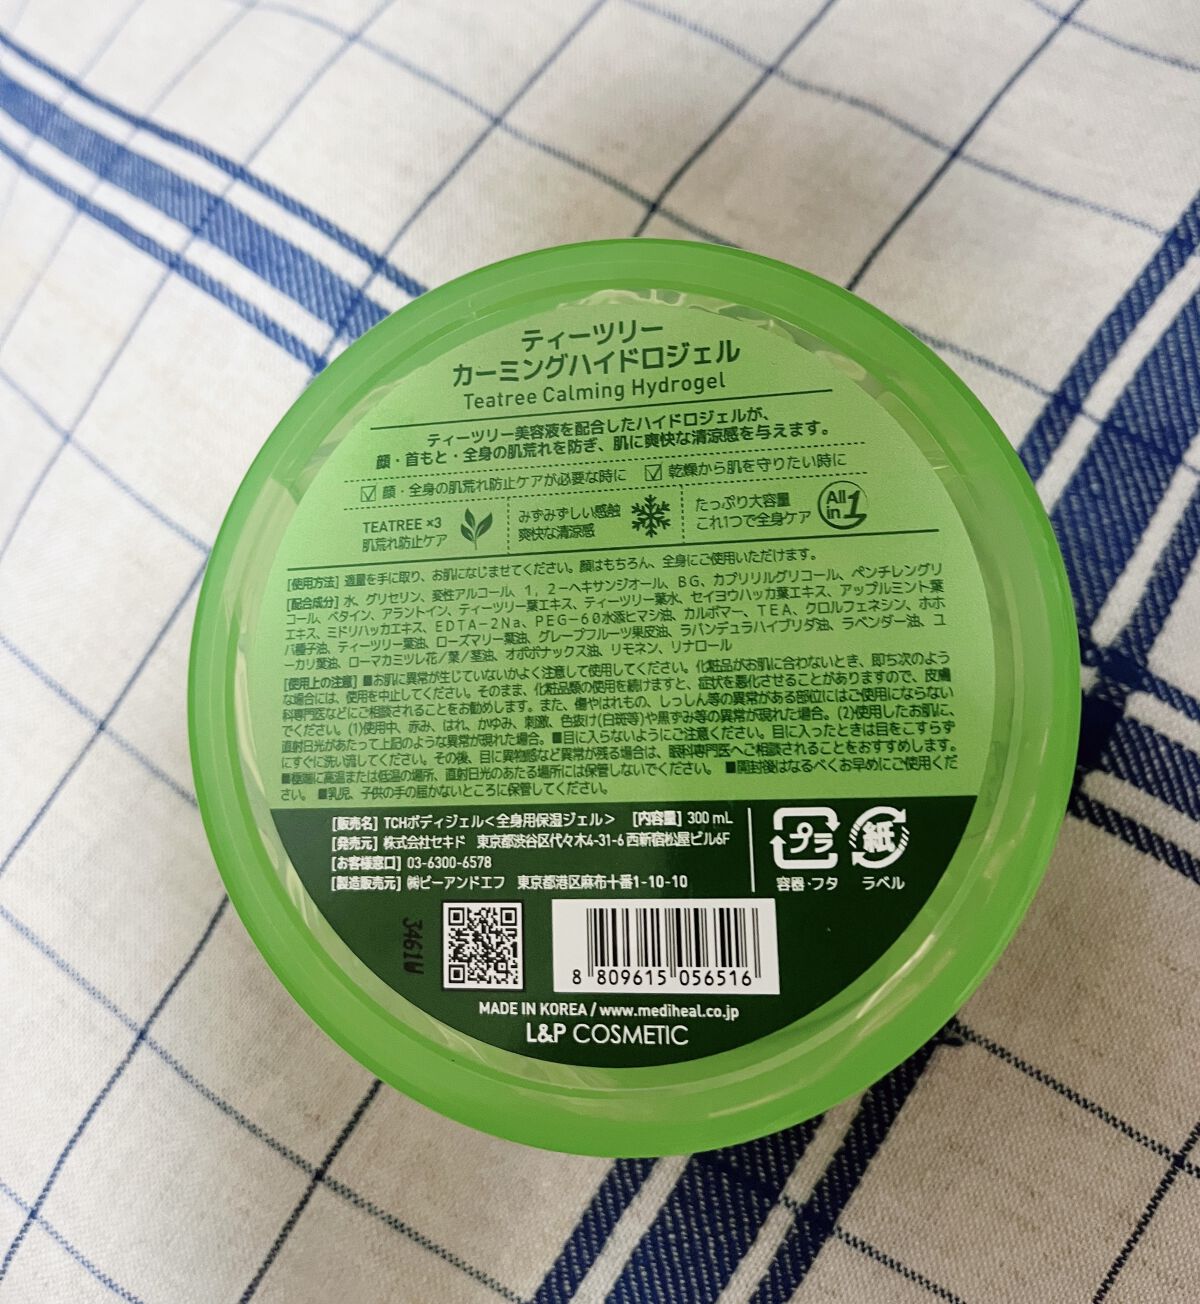 ティーツリー
カーミングハイドロジェル
Teatree Calming Hydrogel
ティーツリー美容液を配合したハイドロジェルが、
顔・首もと・全身の肌荒れを防ぎ、肌に爽快な清涼感を与えます。
☑ 顔・全身の肌荒れ防止ケアが必要な時に ☑ 乾燥から肌を守りたい時に
TEATREE ×3
肌荒れ防止ケア
みずみずしい感触
爽快な清涼感
たっぷり大容量
これ1つで全身ケア
All
in 1
[使用方法] 適量を手に取り、お肌になじませてください。顔はもちろん、全身にご使用いただけます。
[配合成分] 水、グリセリン、変性アルコール、1，2－ヘキサンジオール、BG、カプリリルグリコール、ペンチレングリ
コール、ベタイン、アラントイン、ティーツリー葉エキス、ティーツリー葉水、セイヨウハッカ葉エキス、アップルミント葉
エキス、ミドリハッカエキス、EDTA－2Na、PEG－60水添ヒマシ油、カルボマー、TEA、クロルフェネシン、ホホ
バ種子油、ティーツリー葉油、ローズマリー葉油、グレープフルーツ果皮油、ラバンデュラハイブリダ油、ラベンダー油、ユ
ーカリ葉油、ローマカミツレ花／葉／茎油、オポポナックス油、リモネン、リナロール
[使用上の注意] ■お肌に異常が生じていないかよく注意して使用してください。化粧品がお肌に合わないとき、即ち次のよう
な場合には、使用を中止してください。そのまま、化粧品類の使用を続けますと、症状を悪化させることがありますので、皮膚
科専門医などにご相談されることをお勧めします。また、傷やはれもの、しっしん等の異常がある部位にはご使用にならない
でください。(1)使用中、赤み、はれ、かゆみ、刺激、色抜け(白斑等)や黒ずみ等の異常が現れた場合。(2)使用したお肌に、
直射日光があたって上記のような異常が現れた場合。■目に入らないようにご注意ください。目に入ったときは目をこすらず
にすぐに洗い流してください。その後、目に異物感など異常が残る場合は、眼科専門医へご相談されることをおすすめします。
■極端に高温または低温の場所、直射日光のあたる場所には保管しないでください。 ■開封後はなるべくお早めにご使用くだ
さい。 ■乳児、子供の手の届かないところに保管してください。
[販売名] TCHボディジェル＜全身用保湿ジェル＞ [内容量] 300 mL
[発売元] 株式会社セキド 東京都渋谷区代々木4-31-6 西新宿松屋ビル6F
[お客様窓口] 03-6300-6578
[製造販売元] ㈱ビーアンドエフ 東京都港区麻布十番1-10-10
プラ
容器・フタ
紙
ラベル
3461W
8 809615 056516
MADE IN KOREA / www.mediheal.co.jp
L&P COSMETIC